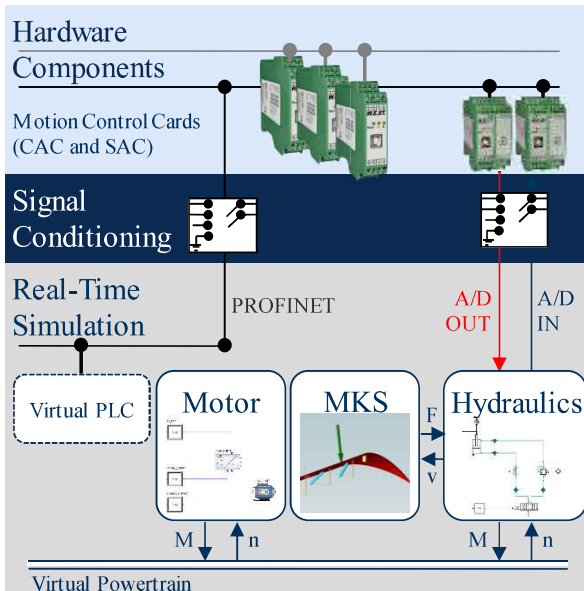 Hardware
Components
Motion Control Cards
(CAC and SAC)
W.E.ST.
Signal
Conditioning
Real-Time
Simulation
PROFINET
A/D
OUT
A/D
IN
Virtual PLC
Motor
MKS
Hydraulics
F
v
M
n
M
n
Virtual Powertrain